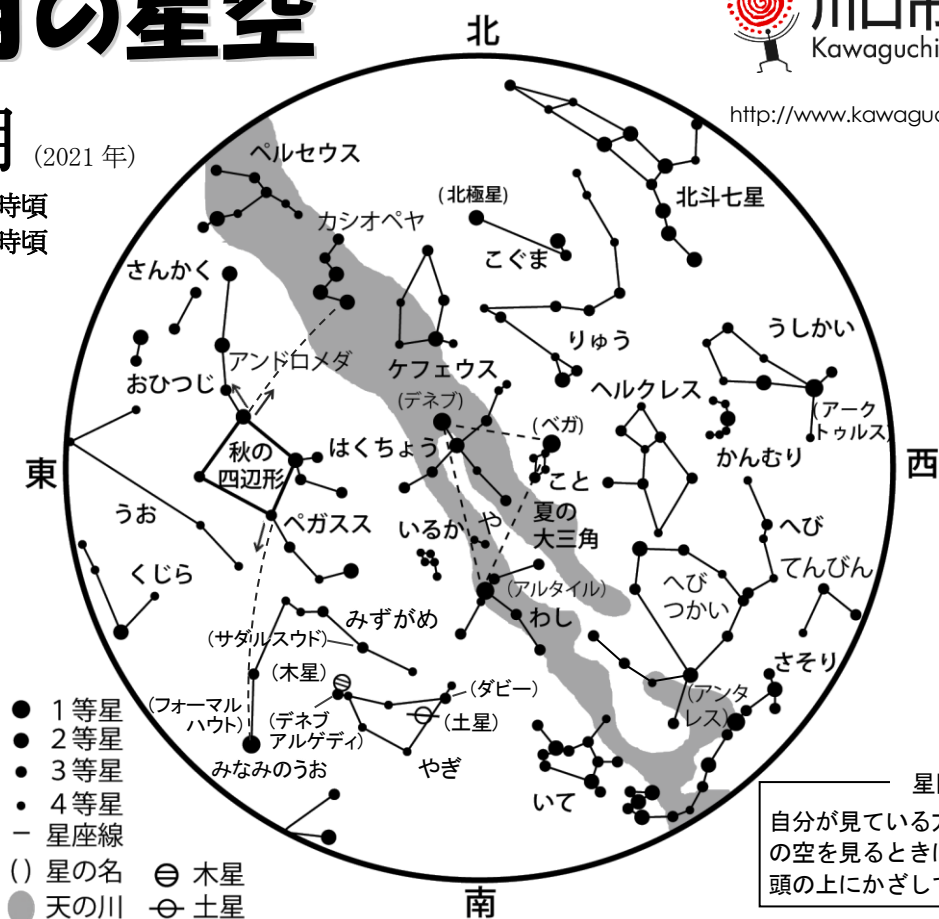 の星空
北
Kawaguchi
(2021 年)
時頃
時頃
ペルセウス
(北極星)
北斗七星
カシオペヤ
こぐま
さんかく
りゅう
うしかい
アンドロメダ
ケフェウス
おひつじ
ヘルクレス
(デネブ)
(アーク
トゥルス)
(ベガ)
はくちょう
かんむり
東
秋の
四辺形
西
こと
うお
ペガスス
いるか
や
夏の
大三角
へび
てんびん
くじら
へび
つかい
(アルタイル)
みずがめ
わし
(サダルスウド)
さそり
(木星)
(ダビー)
(アンタ
レス)
(フォーマル
ハウト)
(デネブ
アルゲディ)
(土星)
みなみのうお
やぎ
いて
1等星
2等星
3等星
4等星
星座線
() 星の名
天の川
木星
土星
南
自分が見ている
の空を見るとき
頭の上にかざして